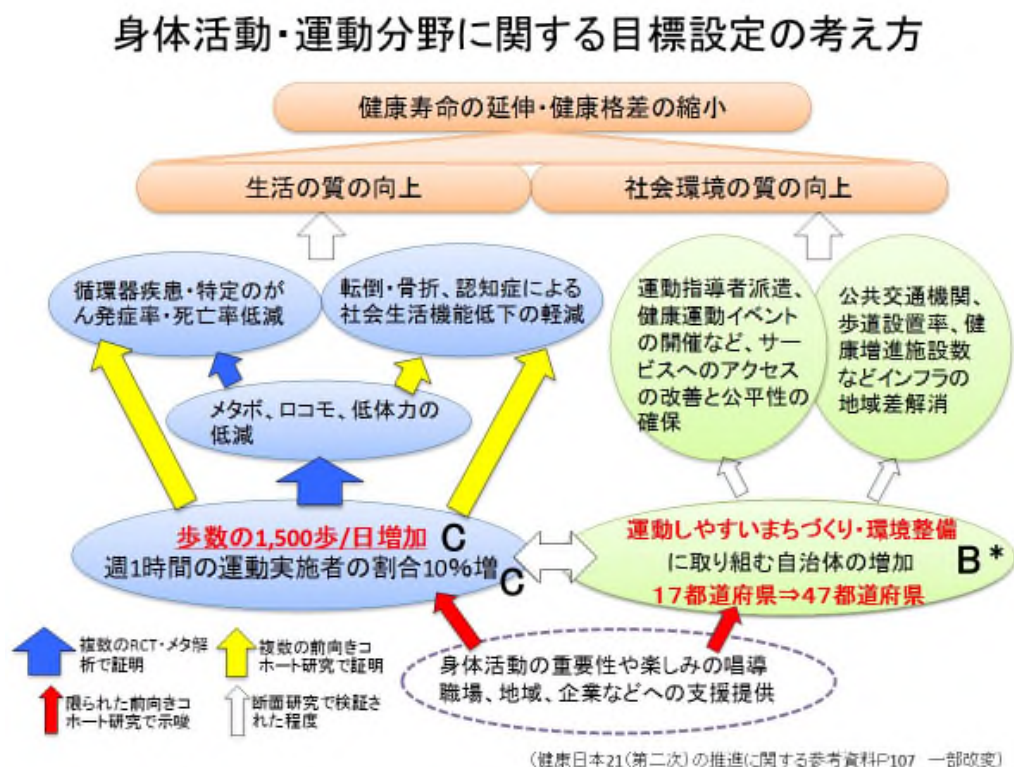 身体活動・運動分野に関する目標設定の考え方
健康寿命の延伸・健康格差の縮小
生活の質の向上
社会環境の質の向上
循環器疾患・特定のが
ん発症率・死亡率低減
転倒・骨折、認知症による
社会生活機能低下の軽減
運動指導者派遣、
健康運動イベント
の開催など、サー
ビスへのアクセス
の改善と公平性の
確保
公共交通機関、
歩道設置率、健
康増進施設数
などインフラの
地域差解消
メタボ、ロコモ、低体力の
低減
歩数の1,500歩/日増加 C
週1時間の運動実施者の割合10%増 C
運動しやすいまちづくり・環境整備
に取り組む自治体の増加 B*
17都道府県⇒47都道府県
身体活動の重要性や楽しみの唱導
職場、地域、企業などへの支援提供
複数のRCT・メタ解
析で証明
複数の前向きコ
ホート研究で証明
限られた前向きコ
ホート研究で示唆
断面研究で検証さ
れた程度
(健康日本21(第二次)の推進に関する参考資料P107 一部改変)